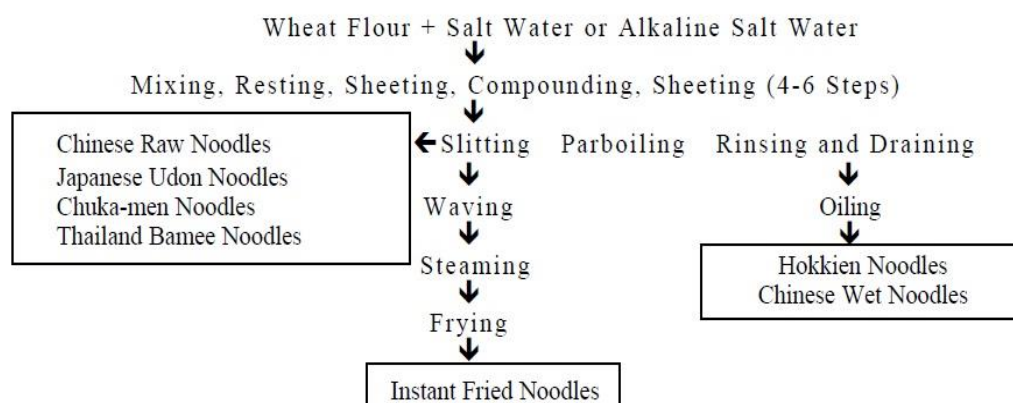 Wheat Flour + Salt Water or Alkaline Salt Water
Mixing, Resting, Sheeting, Compounding, Sheeting (4-6 Steps)
Chinese Raw Noodles
Japanese Udon Noodles
Chuka-men Noodles
Thailand Bamee Noodles
Slitting Parboiling Rinsing and Draining
Waving
Steaming
Frying
Instant Fried Noodles
Oiling
Hokkien Noodles
Chinese Wet Noodles